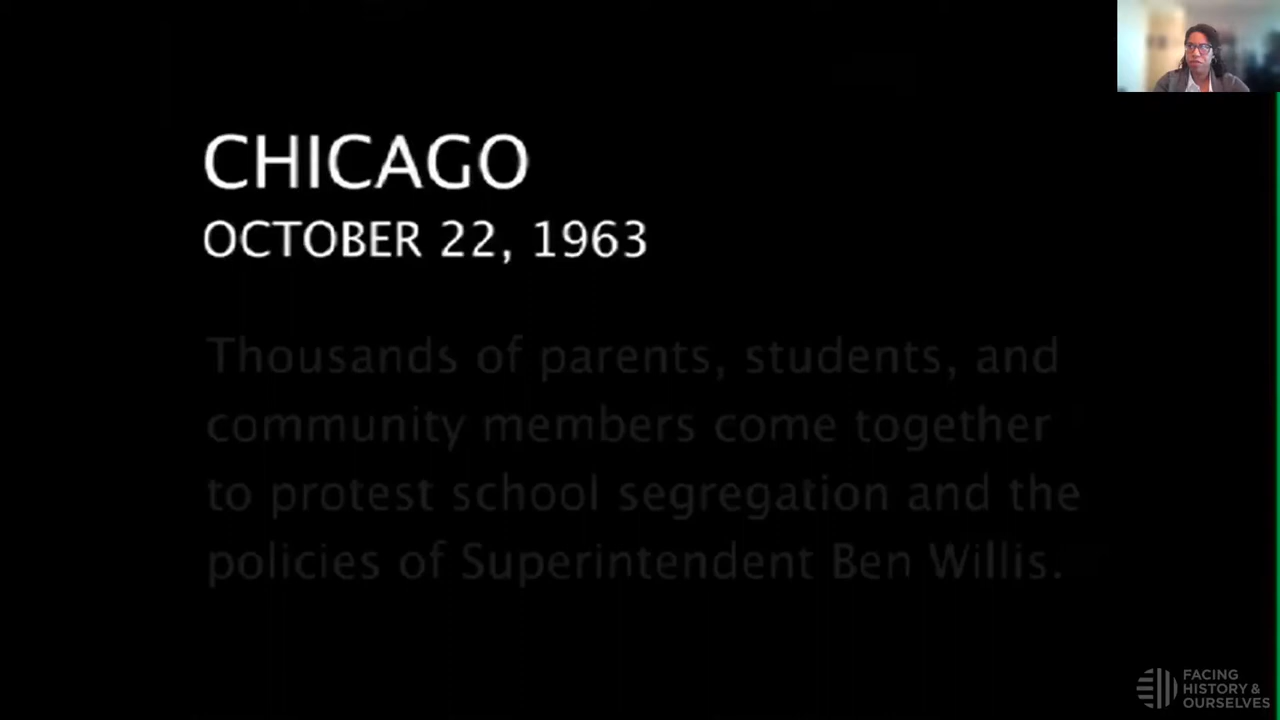 CHICAGO
OCTOBER 22, 1963
Thousands of parents, students, and
community members come together
to protest school segregation and the
policies of Superintendent Ben Willis.
FACING
HISTORY &
OURSELVES